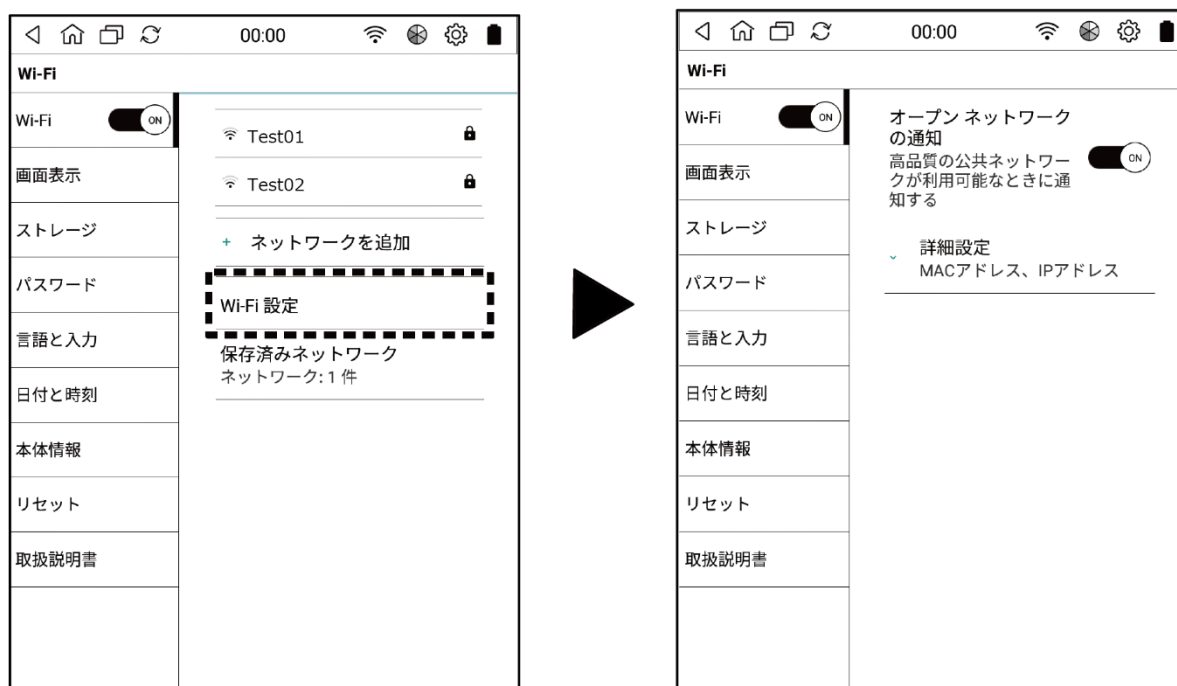 00:00
Wi-Fi
Wi-Fi ON
画面表示
ストレージ
パスワード
言語と入力
日付と時刻
本体情報
リセット
取扱説明書
Test01
Test02
+ ネットワークを追加
Wi-Fi 設定
保存済みネットワーク
ネットワーク: 1 件
00:00
Wi-Fi
Wi-Fi ON
画面表示
ストレージ
パスワード
言語と入力
日付と時刻
本体情報
リセット
取扱説明書
オープン ネットワーク
の通知
高品質の公共ネットワー
クが利用可能なときに通
知する
ON
詳細設定
MACアドレス、IPアドレス